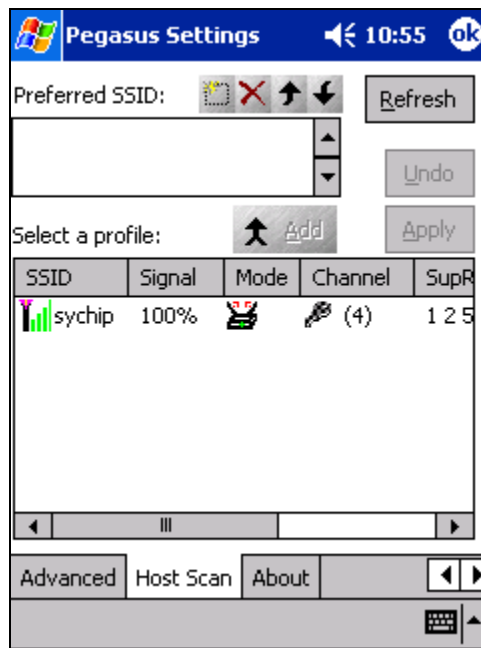 Pegasus Settings 10:55 ok
Preferred SSID: Refresh
Undo
Select a profile: Add Apply
SSID Signal Mode Channel SupR
sychip 100% (4) 1 2 5
Advanced Host Scan About